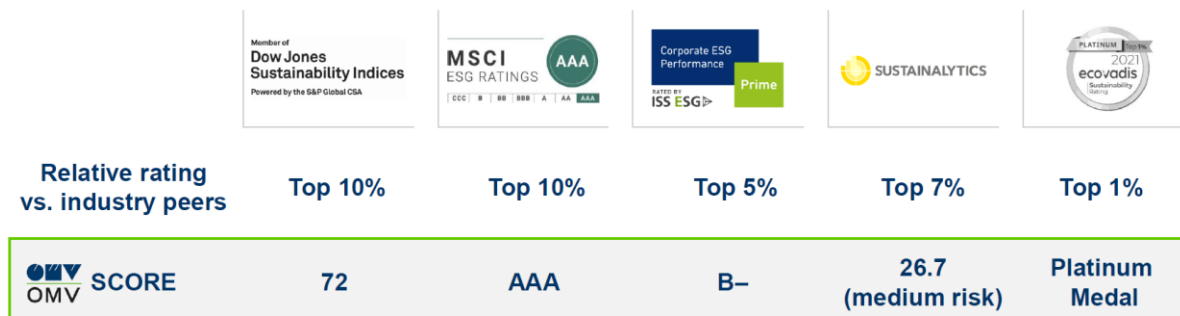 Member of
Dow Jones
Sustainability Indices
Powered by the S&P Global CSA
MSCI
ESG RATINGS
AAA
CCC B BB BBB A AA AAA
Corporate ESG
Performance
Prime
RATED BY
ISS ESG
SUSTAINALYTICS
PLATINUM Top 1%
2021
ecovadis
Sustainability
Rating
Relative rating
vs. industry peers
Top 10%
Top 10%
Top 5%
Top 7%
Top 1%
OMV
SCORE
72
AAA
B–
26.7
(medium risk)
Platinum
Medal